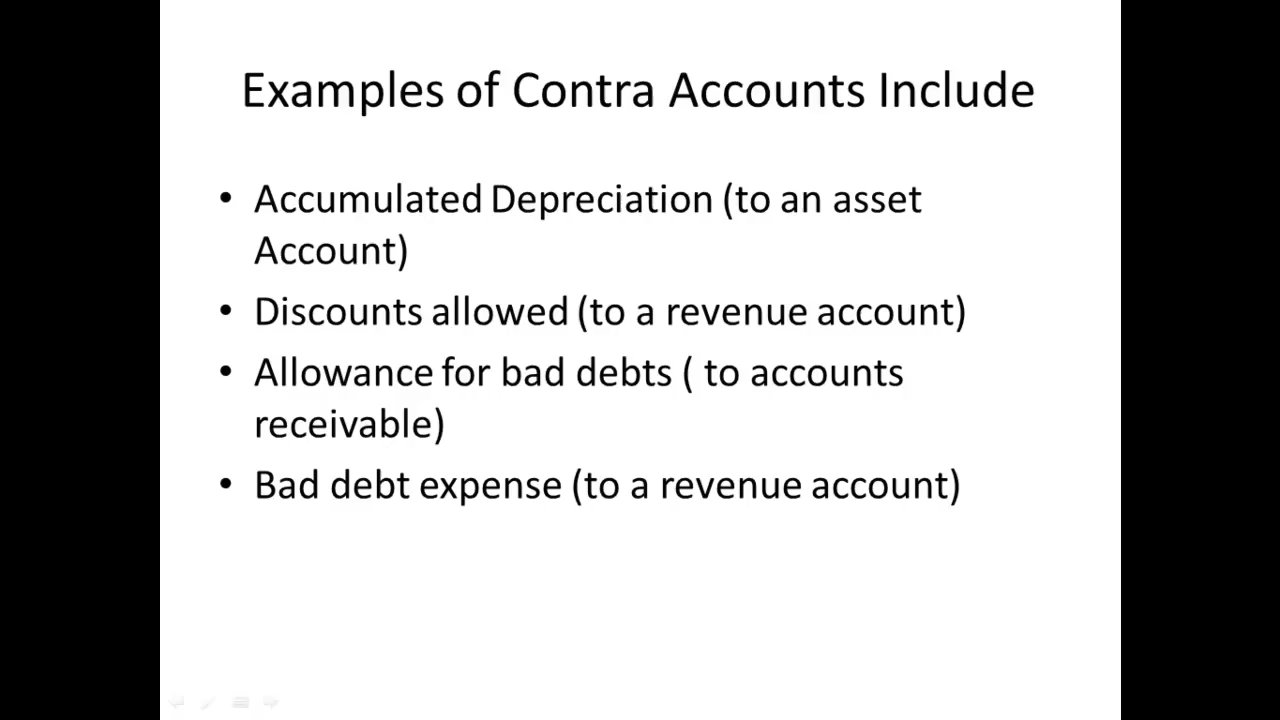 Examples of Contra Accounts Include
• Accumulated Depreciation (to an asset
Account)
• Discounts allowed (to a revenue account)
• Allowance for bad debts ( to accounts
receivable)
• Bad debt expense (to a revenue account)